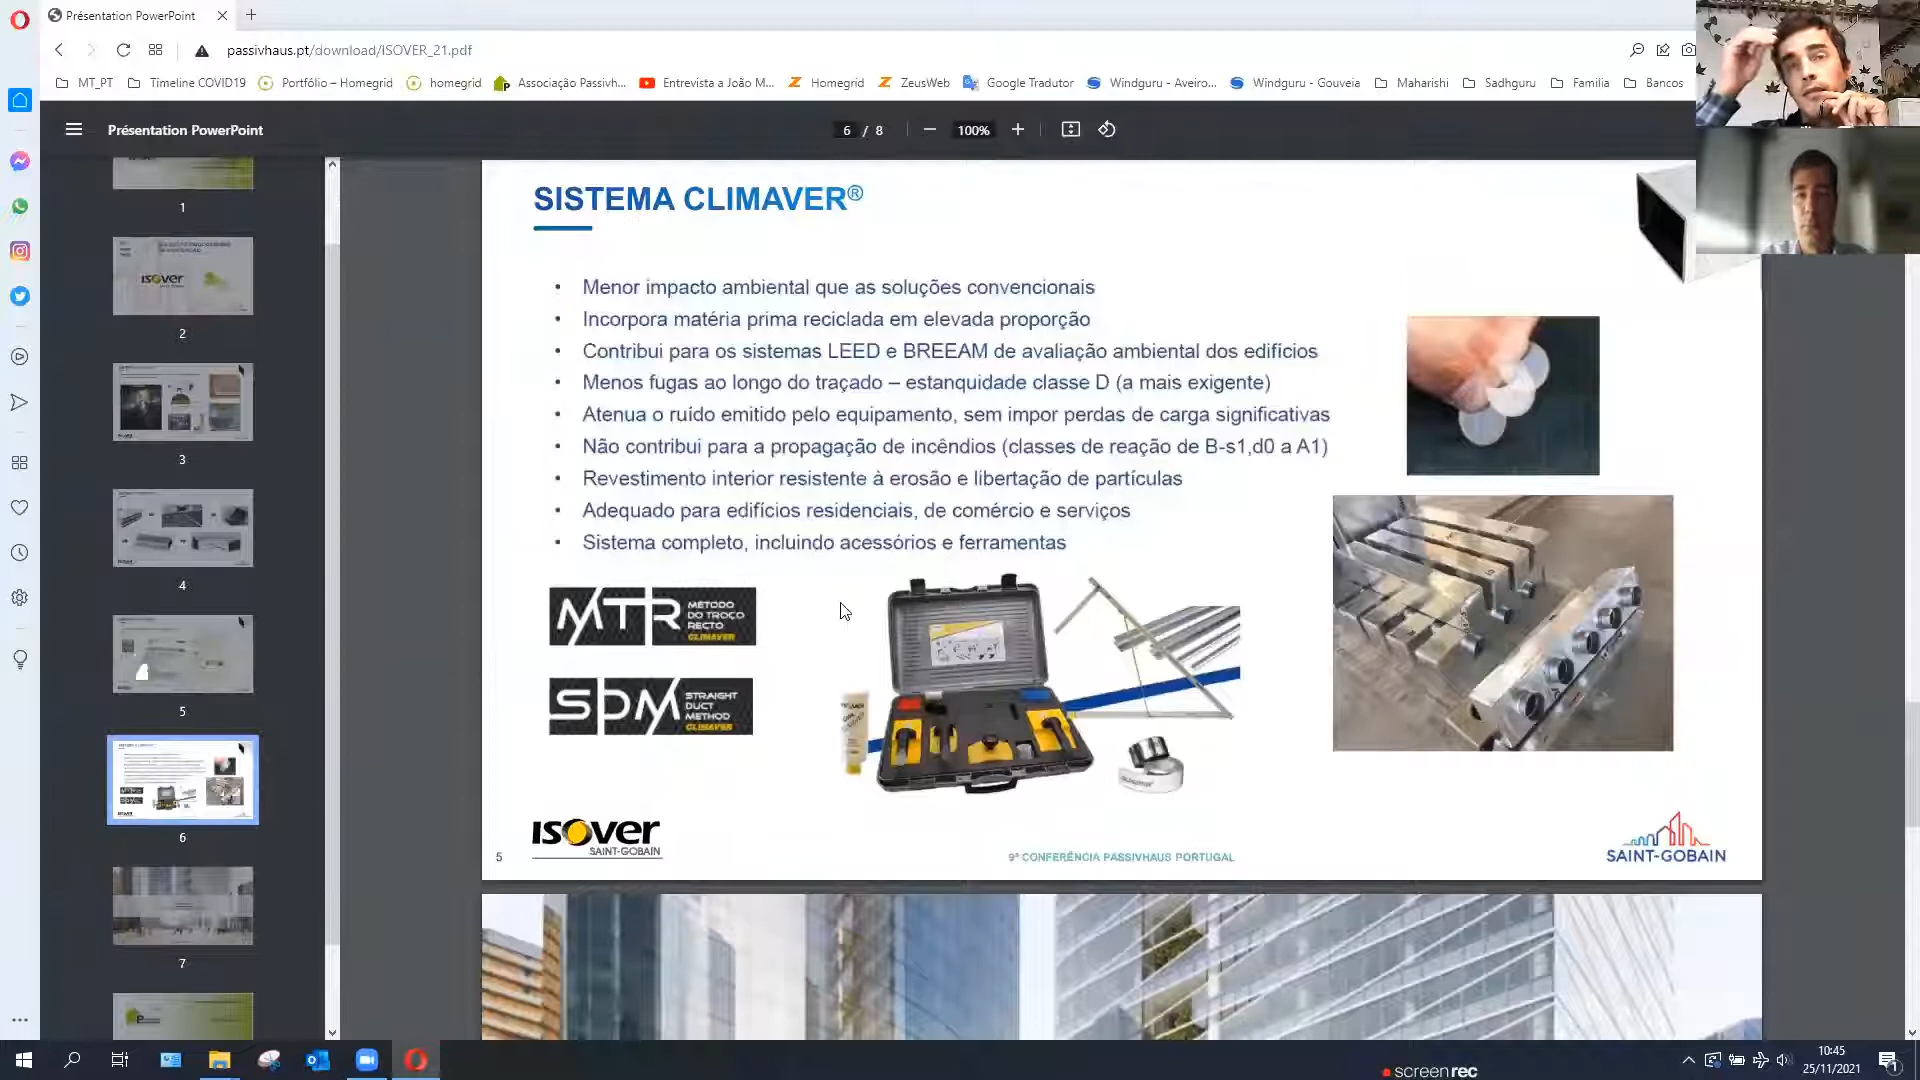 Présentation PowerPoint
passivhaus.pt/download/ISOVER_21.pdf
MT_PT
Timeline COVID19
Portfólio – Homegrid
homegrid
Associação Passivh...
Entrevista a João M...
Homegrid
ZeusWeb
Google Tradutor
Windguru - Aveiro...
Windguru - Gouveia
Maharishi
Sadhguru
Familia
Bancos
Présentation PowerPoint
6 / 8
100%
1
2
3
4
5
6
7
SISTEMA CLIMAVER®
• Menor impacto ambiental que as soluções convencionais
• Incorpora matéria prima reciclada em elevada proporção
• Contribui para os sistemas LEED e BREEAM de avaliação ambiental dos edifícios
• Menos fugas ao longo do traçado – estanquidade classe D (a mais exigente)
• Atenua o ruído emitido pelo equipamento, sem impor perdas de carga significativas
• Não contribui para a propagação de incêndios (classes de reação de B-s1,d0 a A1)
• Revestimento interior resistente à erosão e libertação de partículas
• Adequado para edifícios residenciais, de comércio e serviços
• Sistema completo, incluindo acessórios e ferramentas
MTR
MÉTODO
DO TROÇO
RECTO
CLIMAVER
SDM
STRAIGHT
DUCT
METHOD
CLIMAVER
isover
SAINT-GOBAIN
5
9ª CONFERÊNCIA PASSIVHAUS PORTUGAL
SAINT-GOBAIN
10:45
25/11/2021
1
screenrec